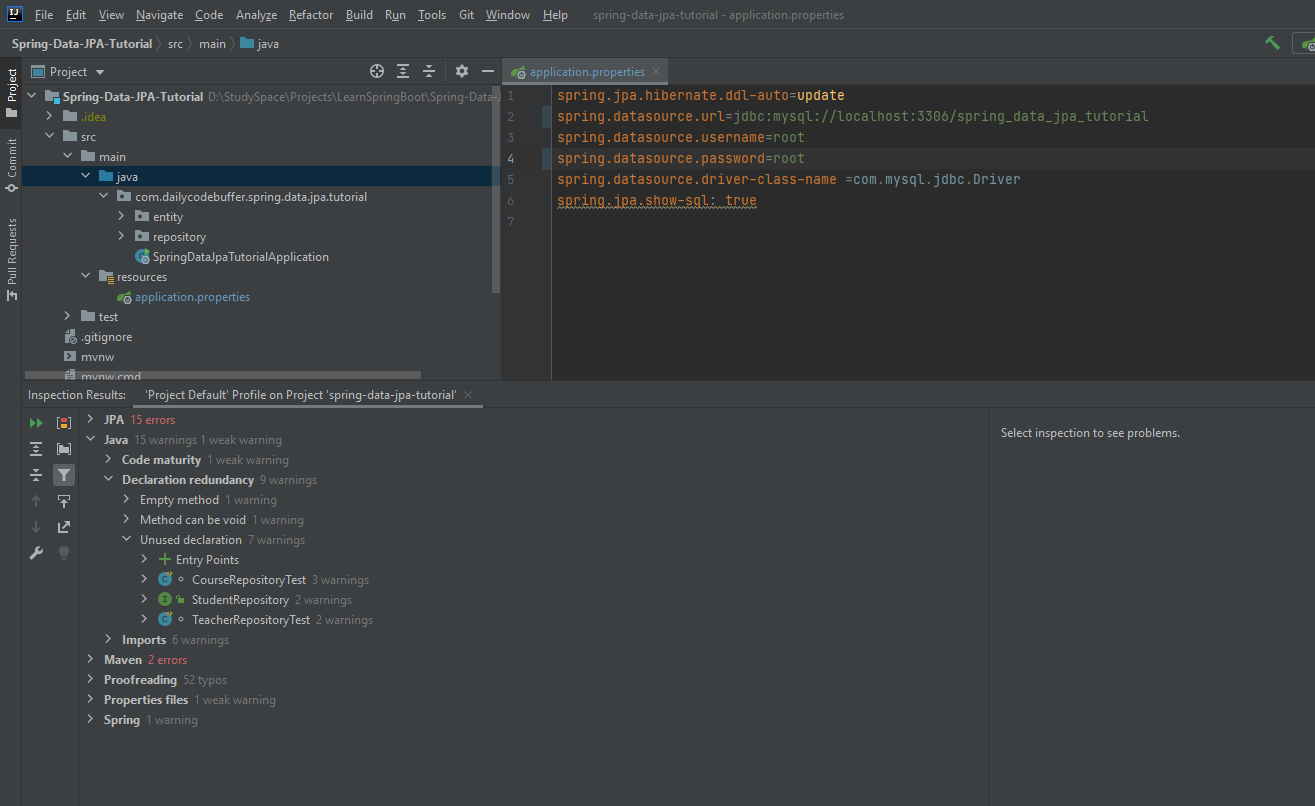 File Edit View Navigate Code Analyze Refactor Build Run Tools Git Window Help spring-data-jpa-tutorial - application.properties
Spring-Data-JPA-Tutorial src main java
Project
Commit
Pull Requests
Project
Spring-Data-JPA-Tutorial D:\StudySpace\Projects\LearnSpringBoot\Spring-Data-J
.idea
src
main
java
com.dailycodebuffer.spring.data.jpa.tutorial
entity
repository
SpringDataJpaTutorialApplication
resources
application.properties
test
.gitignore
mvnw
mvnw.cmd
application.properties
1 spring.jpa.hibernate.ddl-auto=update
2 spring.datasource.url=jdbc:mysql://localhost:3306/spring_data_jpa_tutorial
3 spring.datasource.username=root
4 spring.datasource.password=root
5 spring.datasource.driver-class-name =com.mysql.jdbc.Driver
6 spring.jpa.show-sql: true
7
Inspection Results: 'Project Default' Profile on Project 'spring-data-jpa-tutorial'
JPA 15 errors
Java 15 warnings 1 weak warning
Code maturity 1 weak warning
Declaration redundancy 9 warnings
Empty method 1 warning
Method can be void 1 warning
Unused declaration 7 warnings
Entry Points
CourseRepositoryTest 3 warnings
StudentRepository 2 warnings
TeacherRepositoryTest 2 warnings
Imports 6 warnings
Maven 2 errors
Proofreading 52 typos
Properties files 1 weak warning
Spring 1 warning
Select inspection to see problems.